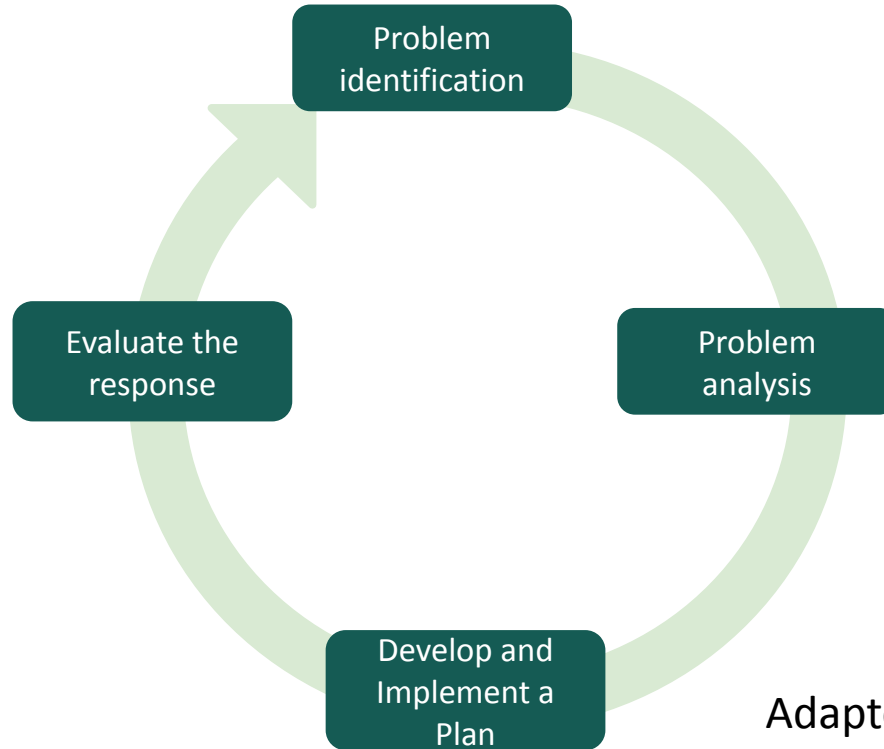 Problem
identification
Problem
analysis
Develop and
Implement a
Plan
Evaluate the
response